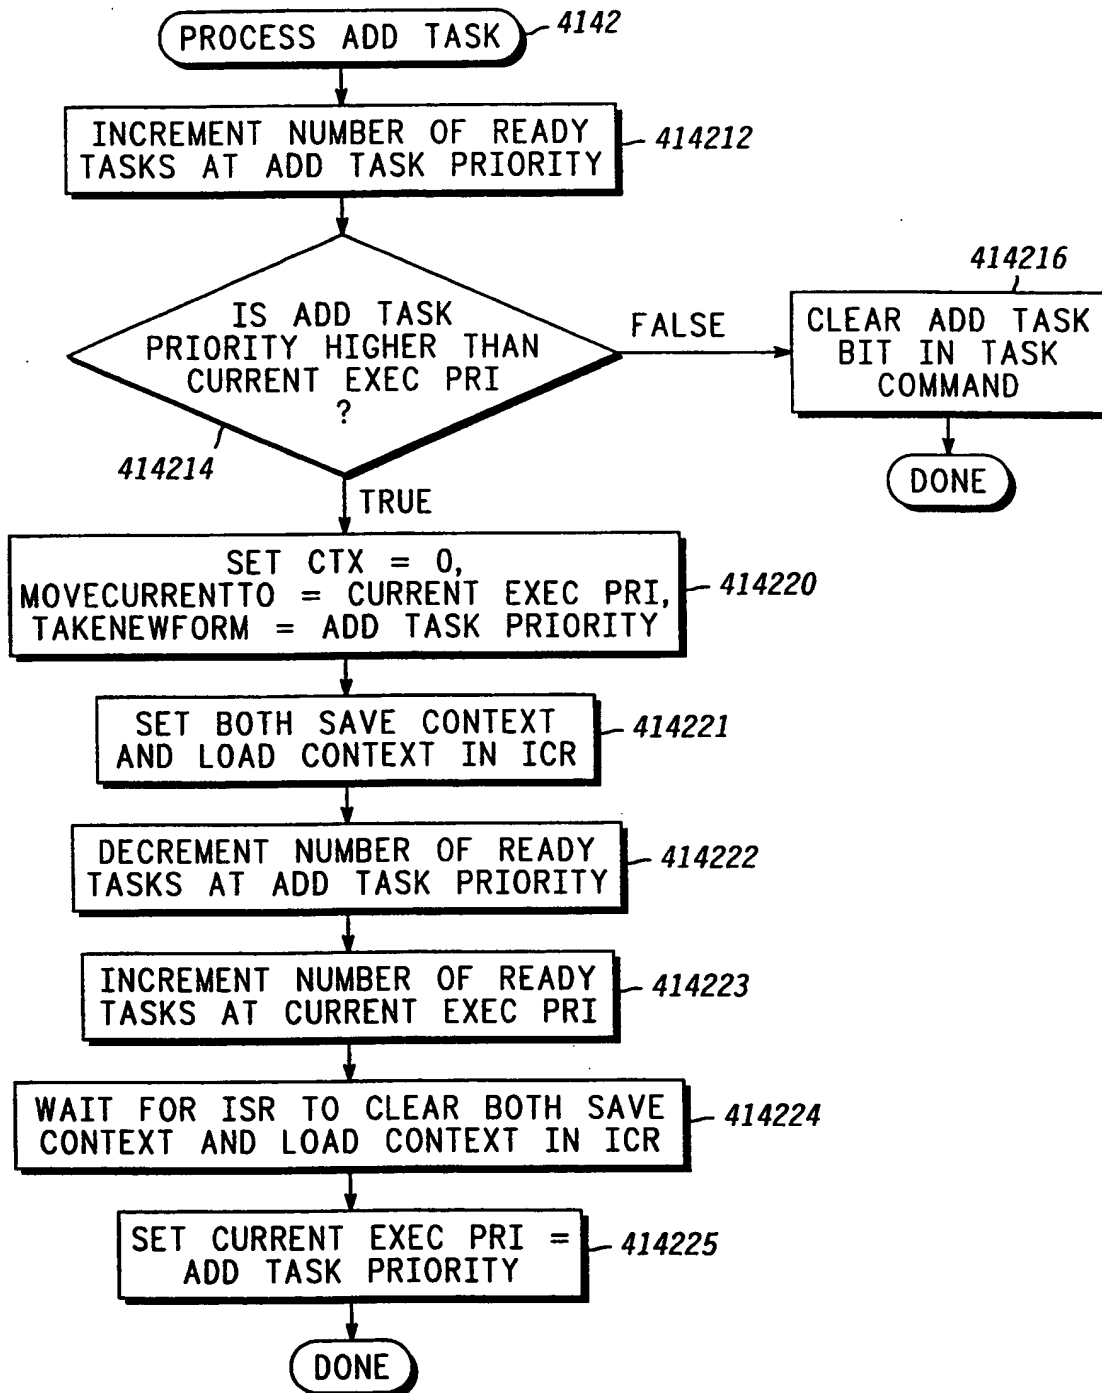 PROCESS ADD TASK
4142
INCREMENT NUMBER OF READY
TASKS AT ADD TASK PRIORITY
414212
IS ADD TASK
PRIORITY HIGHER THAN
CURRENT EXEC PRI
?
414214
FALSE
414216
CLEAR ADD TASK
BIT IN TASK
COMMAND
DONE
TRUE
SET CTX = 0,
MOVECURRENTTO = CURRENT EXEC PRI,
TAKENEWFORM = ADD TASK PRIORITY
414220
SET BOTH SAVE CONTEXT
AND LOAD CONTEXT IN ICR
414221
DECREMENT NUMBER OF READY
TASKS AT ADD TASK PRIORITY
414222
INCREMENT NUMBER OF READY
TASKS AT CURRENT EXEC PRI
414223
WAIT FOR ISR TO CLEAR BOTH SAVE
CONTEXT AND LOAD CONTEXT IN ICR
414224
SET CURRENT EXEC PRI =
ADD TASK PRIORITY
414225
DONE